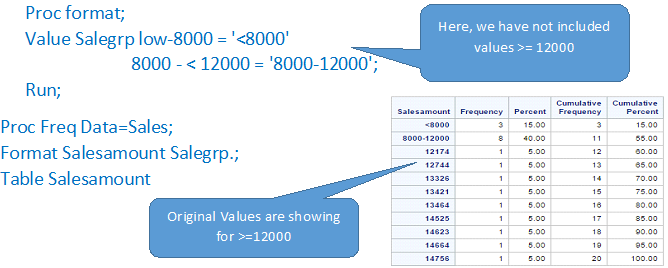 Proc format;
Value Salegrp low-8000 = '<8000'
8000 - < 12000 = '8000-12000';
Run;
Here, we have not included
values >= 12000
Proc Freq Data=Sales;
Format Salesamount Salegrp.;
Table Salesamount
Original Values are showing
for >=12000
Salesamount Frequency Percent Cumulative Frequency Cumulative Percent
<8000 3 15.00 3 15.00
8000-12000 8 40.00 11 55.00
12174 1 5.00 12 60.00
12744 1 5.00 13 65.00
13326 1 5.00 14 70.00
13421 1 5.00 15 75.00
13464 1 5.00 16 80.00
14525 1 5.00 17 85.00
14623 1 5.00 18 90.00
14664 1 5.00 19 95.00
14756 1 5.00 20 100.00